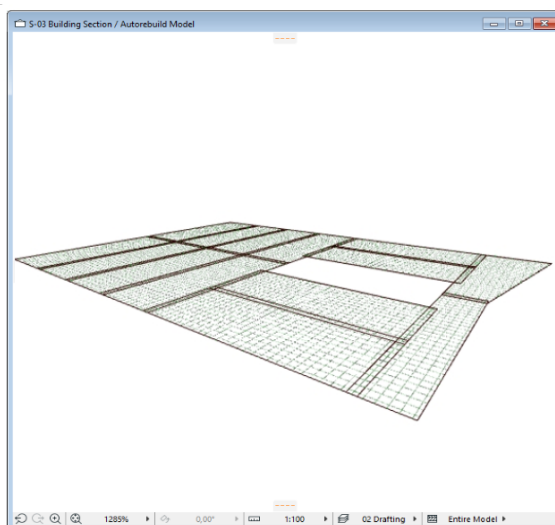 S-03 Building Section / Autorebuild Model
1285% 0,00° 1:100 02 Drafting Entire Model